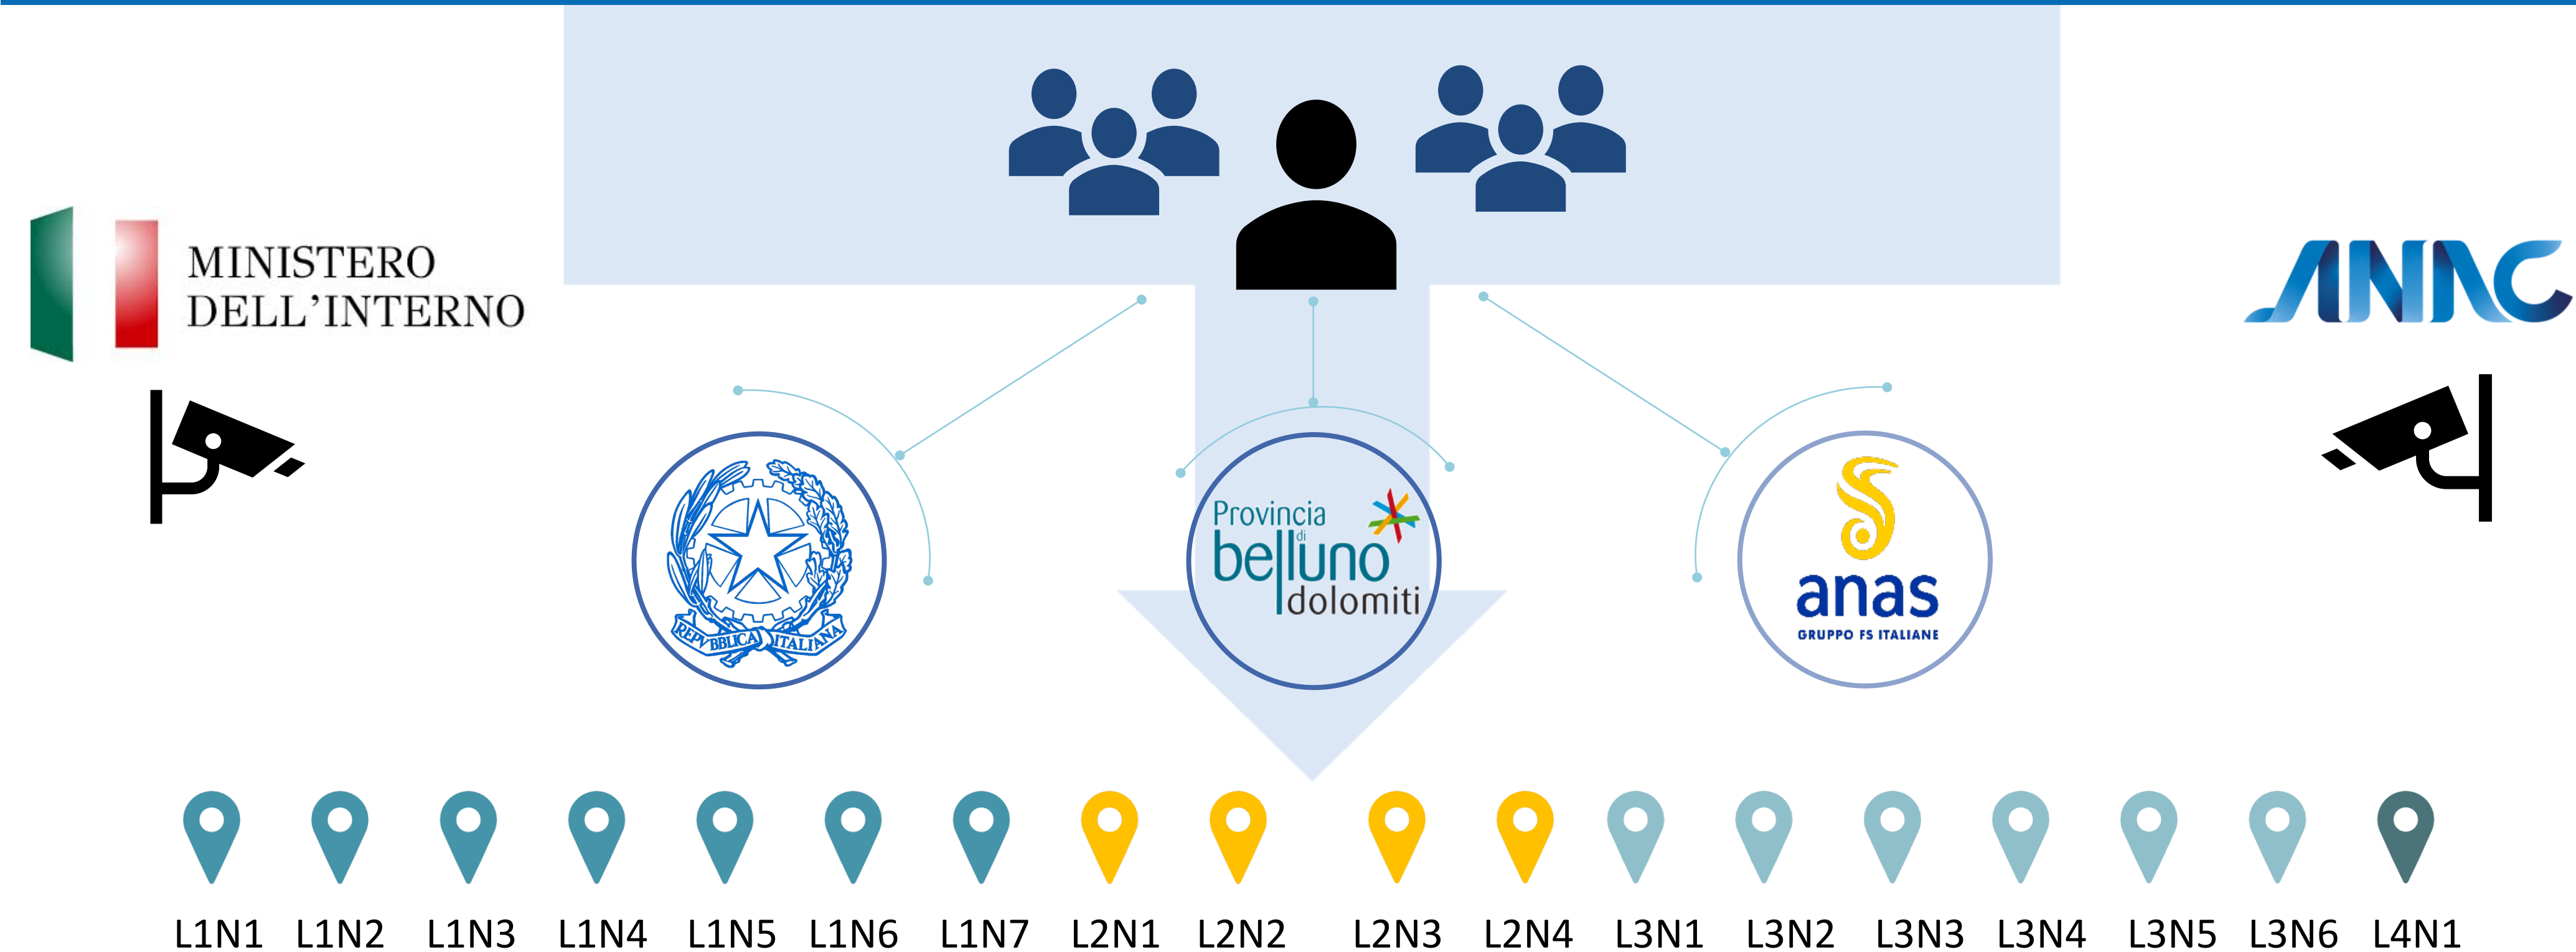 MINISTERO
DELL'INTERNO
ANAC
REPVBBLICA ITALIANA
Provincia
di
belluno
dolomiti
anas
GRUPPO FS ITALIANE
L1N1 L1N2 L1N3 L1N4 L1N5 L1N6 L1N7 L2N1 L2N2 L2N3 L2N4 L3N1 L3N2 L3N3 L3N4 L3N5 L3N6 L4N1